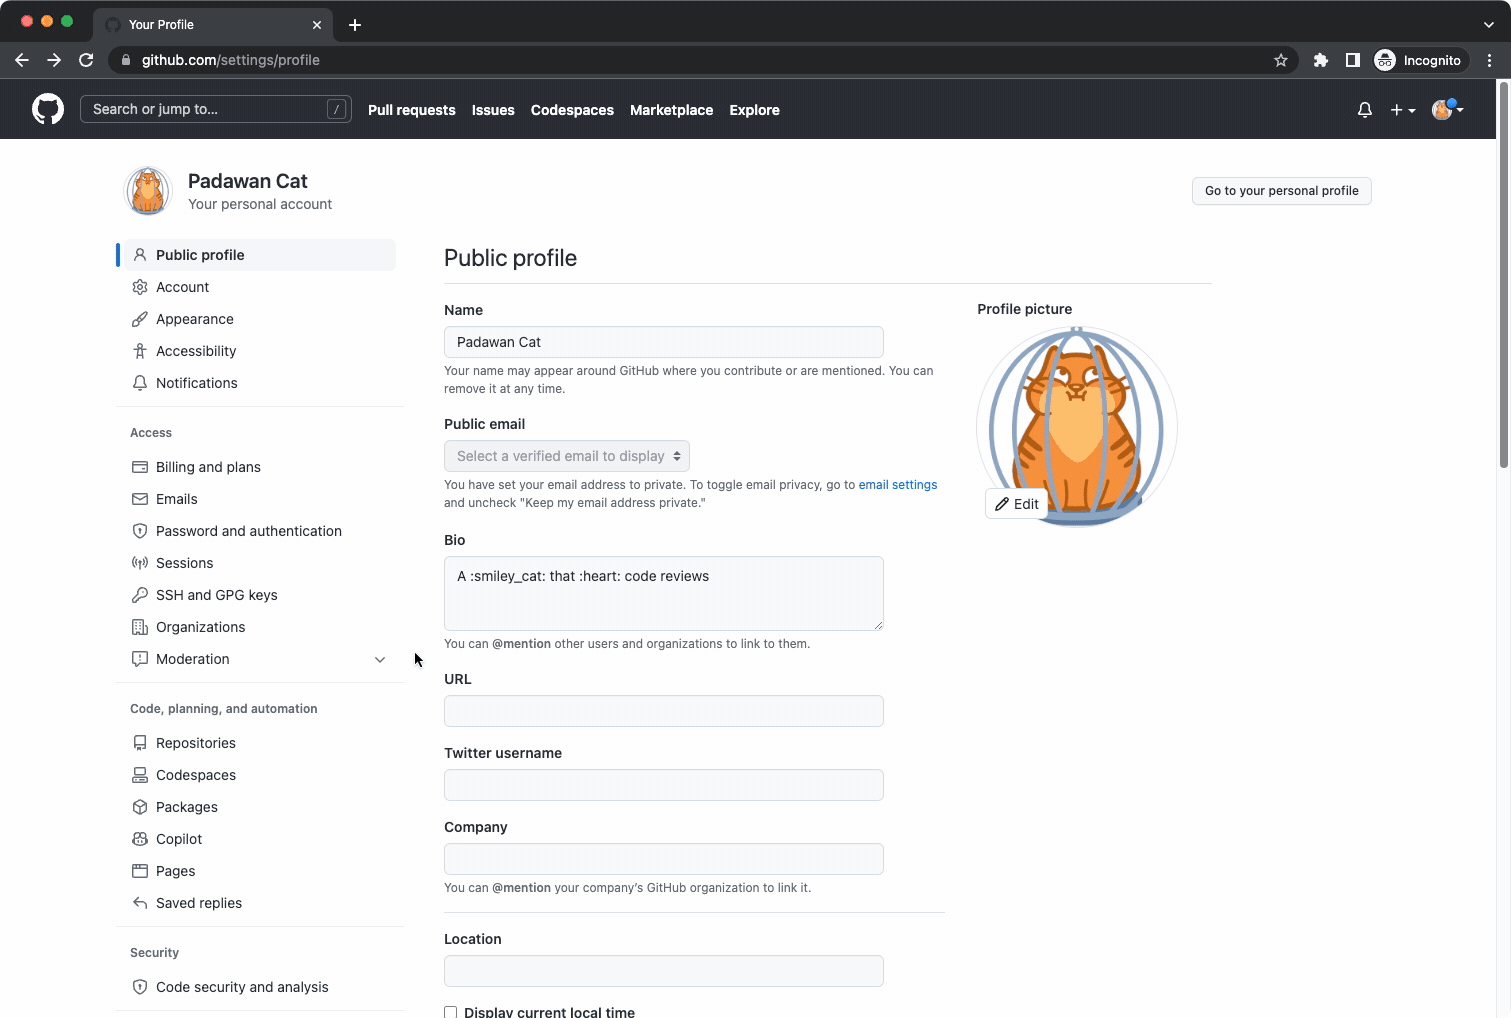 Your Profile
github.com/settings/profile
Incognito
Search or jump to...
/
Pull requests
Issues
Codespaces
Marketplace
Explore
Padawan Cat
Your personal account
Go to your personal profile
Public profile
Account
Appearance
Accessibility
Notifications
Access
Billing and plans
Emails
Password and authentication
Sessions
SSH and GPG keys
Organizations
Moderation
Code, planning, and automation
Repositories
Codespaces
Packages
Copilot
Pages
Saved replies
Security
Code security and analysis
Public profile
Name
Padawan Cat
Your name may appear around GitHub where you contribute or are mentioned. You can
remove it at any time.
Public email
Select a verified email to display
You have set your email address to private. To toggle email privacy, go to email settings
and uncheck "Keep my email address private."
Bio
A :smiley_cat: that :heart: code reviews
You can @mention other users and organizations to link to them.
URL
Twitter username
Company
You can @mention your company's GitHub organization to link it.
Location
Display current local time
Profile picture
Edit